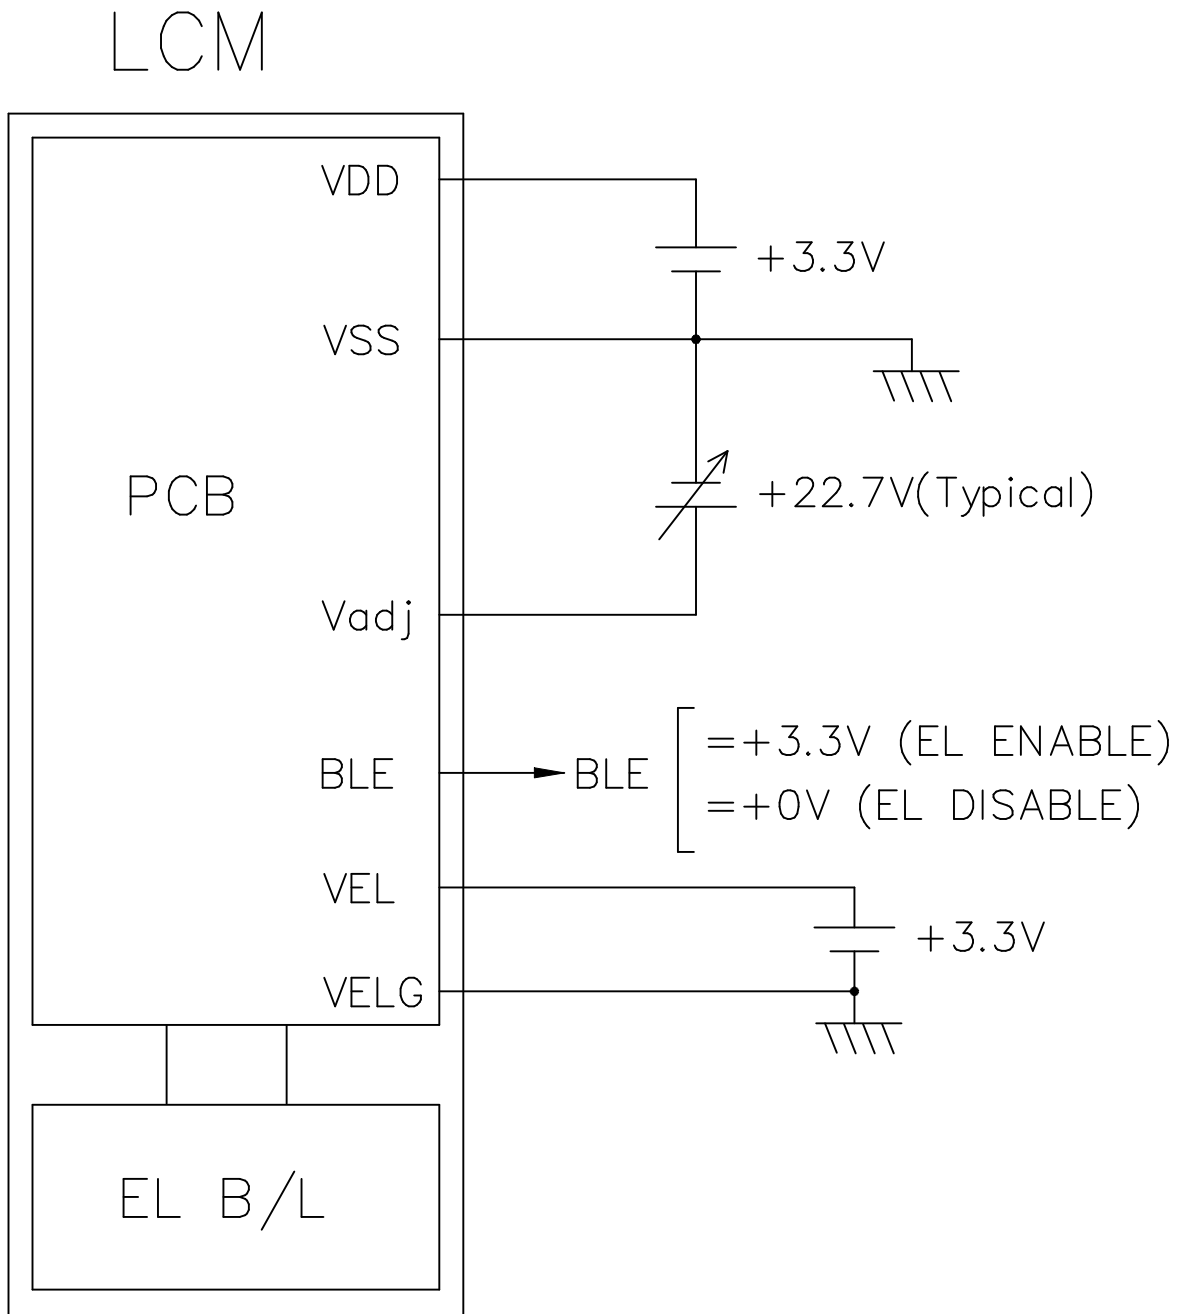 LCM
VDD
+3.3V
VSS
PCB
+22.7V(Typical)
Vadj
BLE
BLE
=+3.3V (EL ENABLE)
=+0V (EL DISABLE)
VEL
+3.3V
VELG
EL B/L